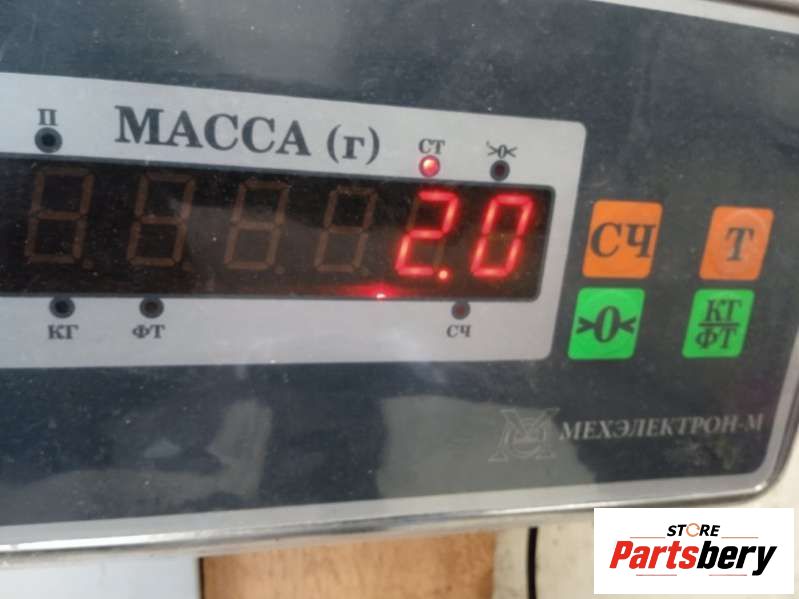 П
МАССА (г)
СТ
>0<
2.0
КГ
ФТ
СЧ
СЧ
Т
>0<
КГ
ФТ
МЕХЭЛЕКТРОН-М
STORE
Partsbery